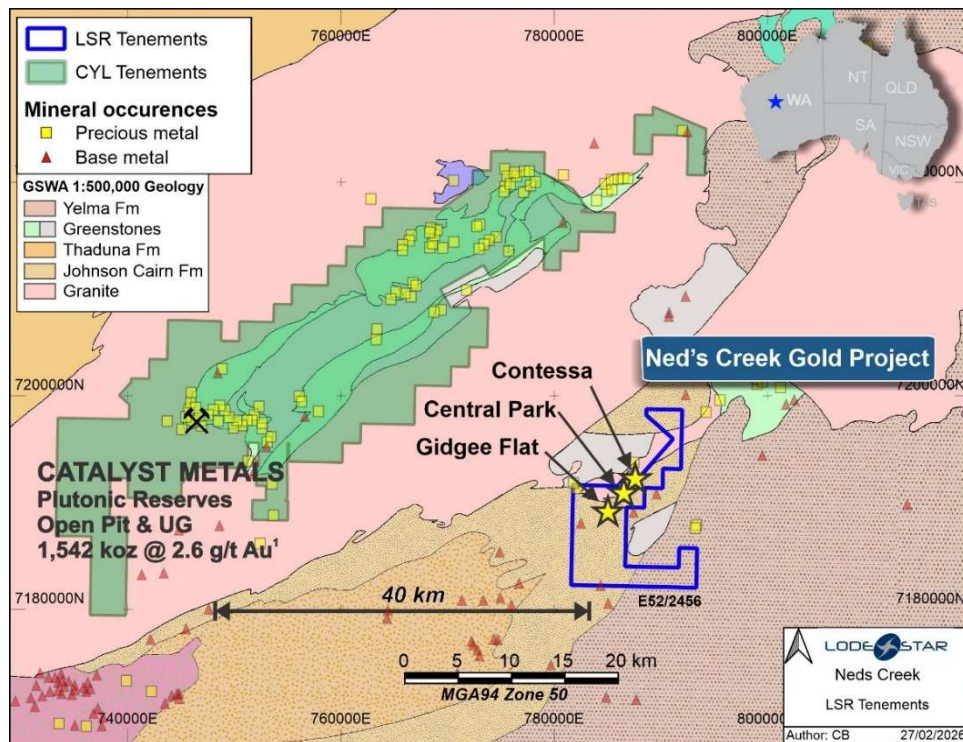 LSR Tenements
CYL Tenements
Mineral occurences
Precious metal
Base metal
GSWA 1:500,000 Geology
Yelma Fm
Greenstones
Thaduna Fm
Johnson Cairn Fm
Granite
760000E
780000E
800000E
WA
NT
QLD
SA
NSW
VIC
0000N
7200000N
7200000N
Ned's Creek Gold Project
Contessa
Central Park
Gidgee Flat
CATALYST METALS
Plutonic Reserves
Open Pit & UG
1,542 koz @ 2.6 g/t Au¹
40 km
E52/2456
7180000N
7180000N
0 5 10 15 20 km
MGA94 Zone 50
740000E
760000E
780000E
800000E
LODESTAR
Neds Creek
LSR Tenements
Author: CB 27/02/2026